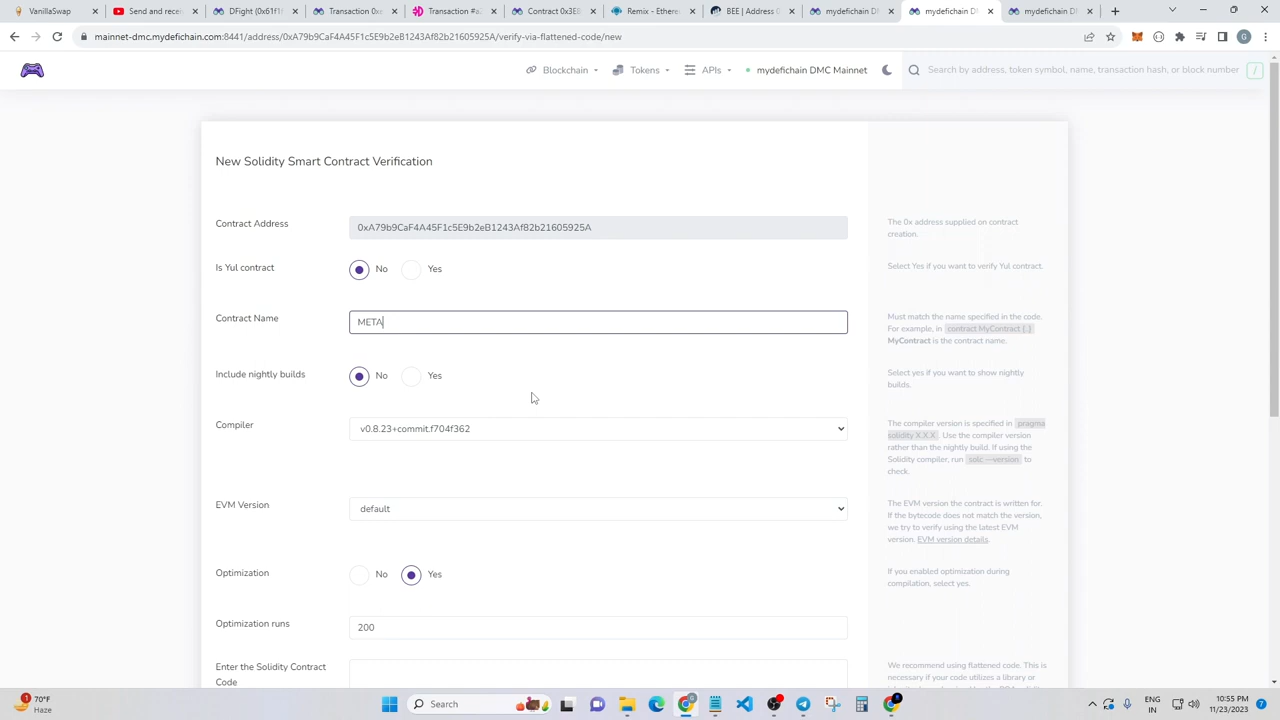 VanillaSwap
Send and rece
DFight (0xf1f
Transaction 0x
Transaction #a
Contract 0x3EB
Remix - Ethere
BEE | Address 0
mydefichain DM
mydefichain DM
mydefichain DM
mainnet-dmc.mydefichain.com:8441/address/0xA79b9CaF4A45F1c5E9b2eB1243Af82b21605925A/verify-via-flattened-code/new
G
Blockchain
Tokens
APIs
mydefichain DMC Mainnet
Search by address, token symbol, name, transaction hash, or block number
/
New Solidity Smart Contract Verification
Contract Address
0xA79b9CaF4A45F1c5E9b2eB1243Af82b21605925A
The 0x address supplied on contract
creation.
Is Yul contract
No
Yes
Select Yes if you want to verify Yul contract.
Contract Name
META
Must match the name specified in the code.
For example, in contract MyContract {..}
MyContract is the contract name.
Include nightly builds
No
Yes
Select yes if you want to show nightly
builds.
Compiler
v0.8.23+commit.f704f362
The compiler version is specified in pragma
solidity X.X.X . Use the compiler version
rather than the nightly build. If using the
Solidity compiler, run solc —version to
check.
EVM Version
default
The EVM version the contract is written for.
If the bytecode does not match the version,
we try to verify using the latest EVM
version. EVM version details.
Optimization
No
Yes
If you enabled optimization during
compilation, select yes.
Optimization runs
200
Enter the Solidity Contract
Code
We recommend using flattened code. This is
necessary if your code utilizes a library or
1
70°F
Haze
Search
ENG
IN
10:55 PM
11/23/2023